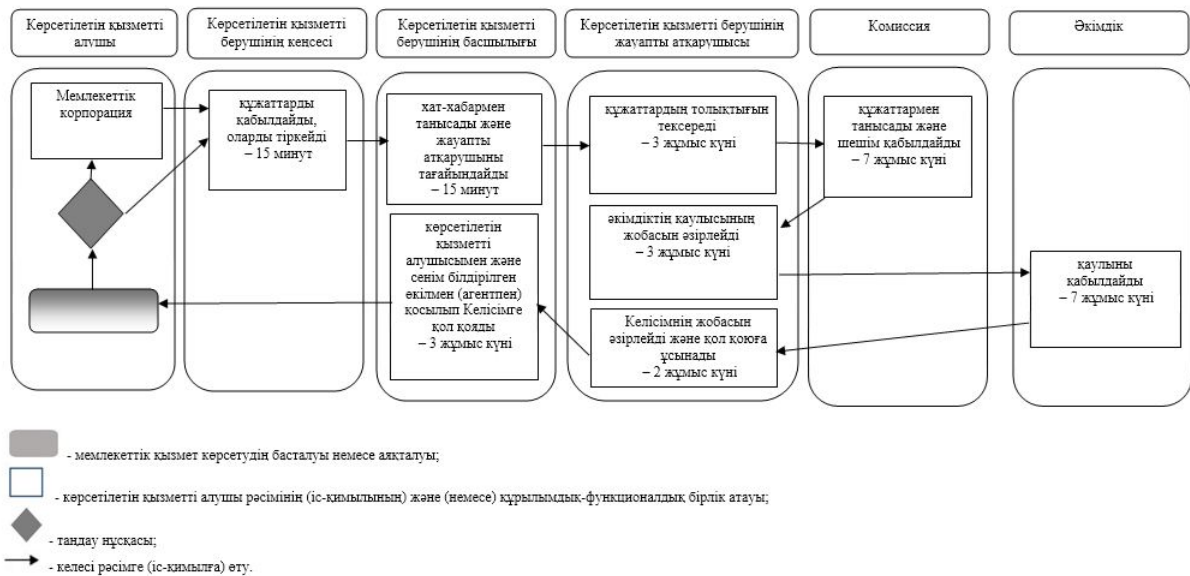 Көрсетілетін қызметті
алушы
Көрсетілетін қызметті
берушінің кеңсесі
Көрсетілетін қызметті
берушінің басшылығы
Көрсетілетін қызметті берушінің
жауапты атқарушысы
Комиссия
Әкімдік
Мемлекеттік
корпорация
құжаттарды
қабылдайды,
оларды тіркейді
– 15 минут
хат-хабармен
танысады және
жауапты
атқарушыны
тағайындайды
– 15 минут
құжаттардың толықтығын
тексереді
– 3 жұмыс күні
құжаттармен
танысады және
шешім қабылдайды
– 7 жұмыс күні
көрсетілетін
қызметті
алушысымен және
сенім білдірілген
өкілмен (агентпен)
қосылып Келісімге
қол қояды
– 3 жұмыс күні
әкімдіктің қаулысының
жобасын әзірлейді
– 3 жұмыс күні
қаулыны
қабылдайды
– 7 жұмыс күні
Келісімнің жобасын
әзірлейді және қол қоюға
ұсынады
– 2 жұмыс күні
- мемлекеттік қызмет көрсетудің басталуы немесе аяқталуы;
- көрсетілетін қызметті алушы рәсімінің (іс-қимылының) және (немесе) құрылымдық-функционалдық бірлік атауы;
- таңдау нұсқасы;
- келесі рәсімге (іс-қимылға) өту.